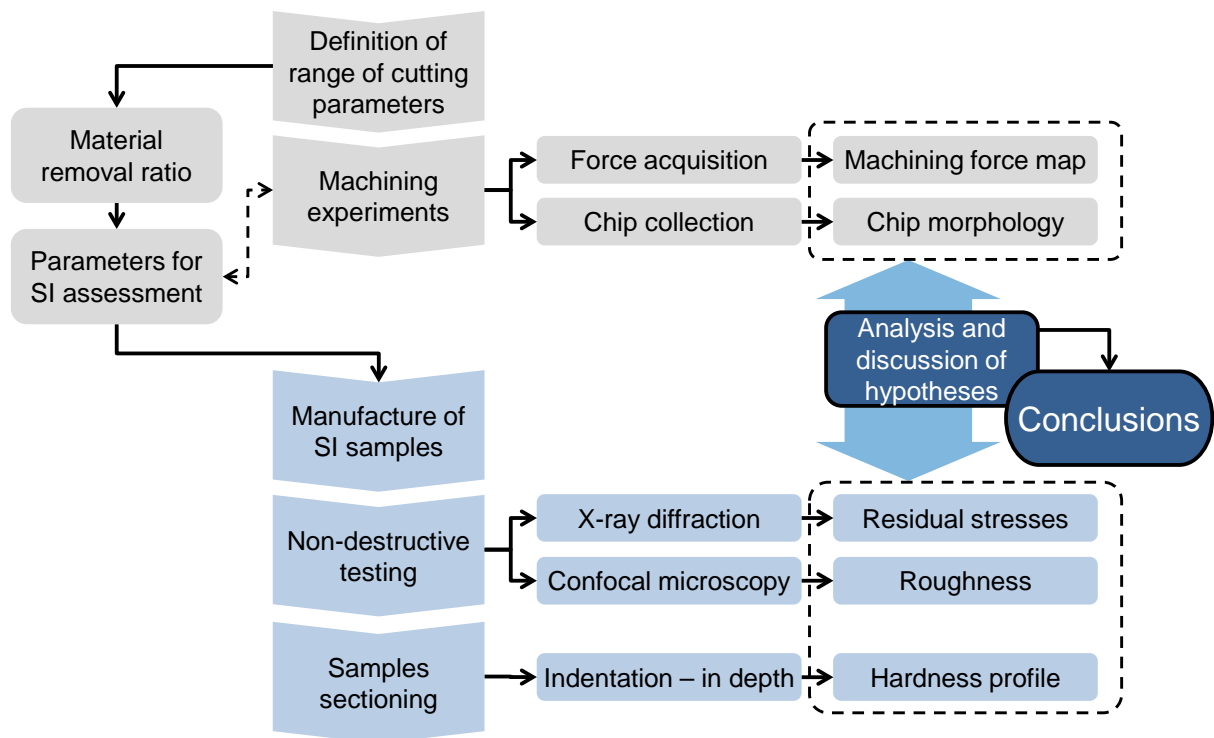 Definition of
range of cutting
parameters
Material
removal ratio
Machining
experiments
Force acquisition
Machining force map
Chip collection
Chip morphology
Parameters for
SI assessment
Analysis and
discussion of
hypotheses
Conclusions
Manufacture of
SI samples
Non-destructive
testing
X-ray diffraction
Residual stresses
Confocal microscopy
Roughness
Samples
sectioning
Indentation – in depth
Hardness profile